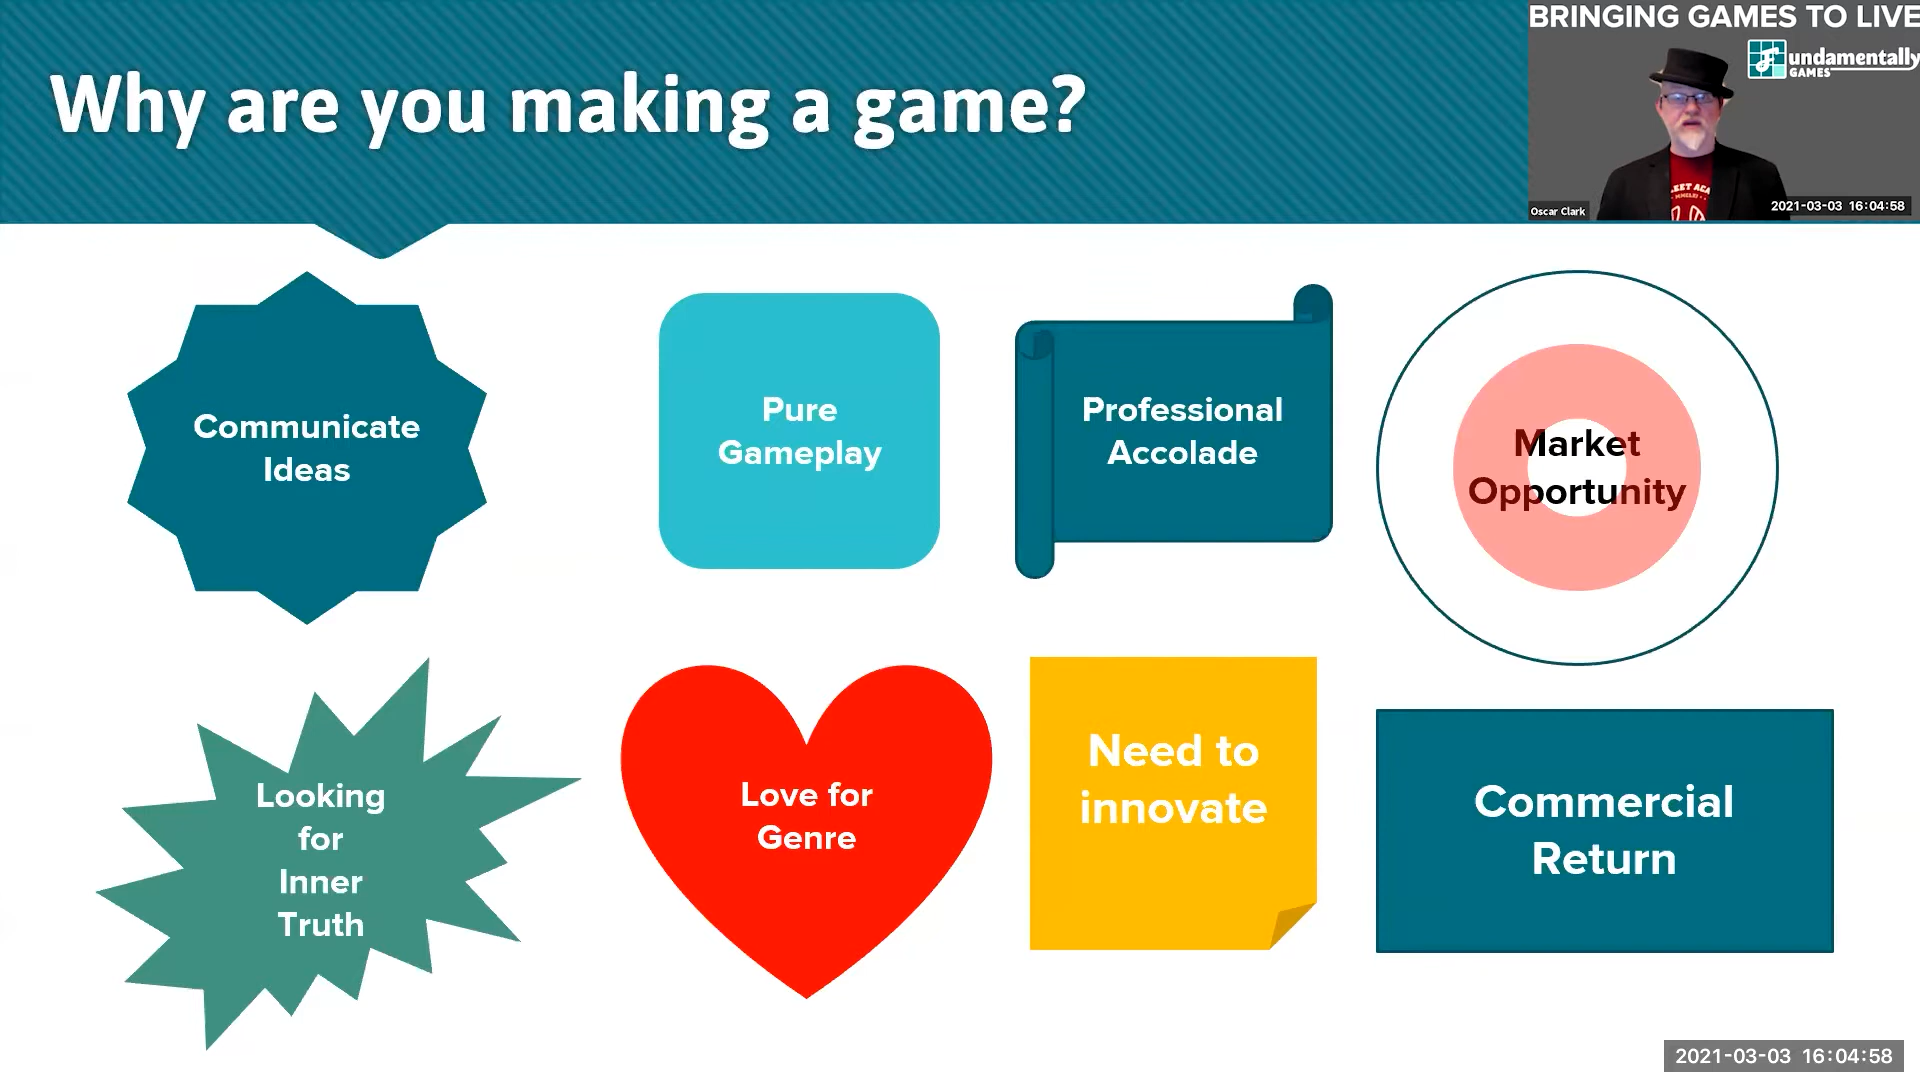 Why are you making a game?
BRINGING GAMES TO LIVE
undamentally
GAMES
Oscar Clark
2021-03-03 16:04:58
Communicate
Ideas
Pure
Gameplay
Professional
Accolade
Market
Opportunity
Looking
for
Inner
Truth
Love for
Genre
Need to
innovate
Commercial
Return
2021-03-03 16:04:58